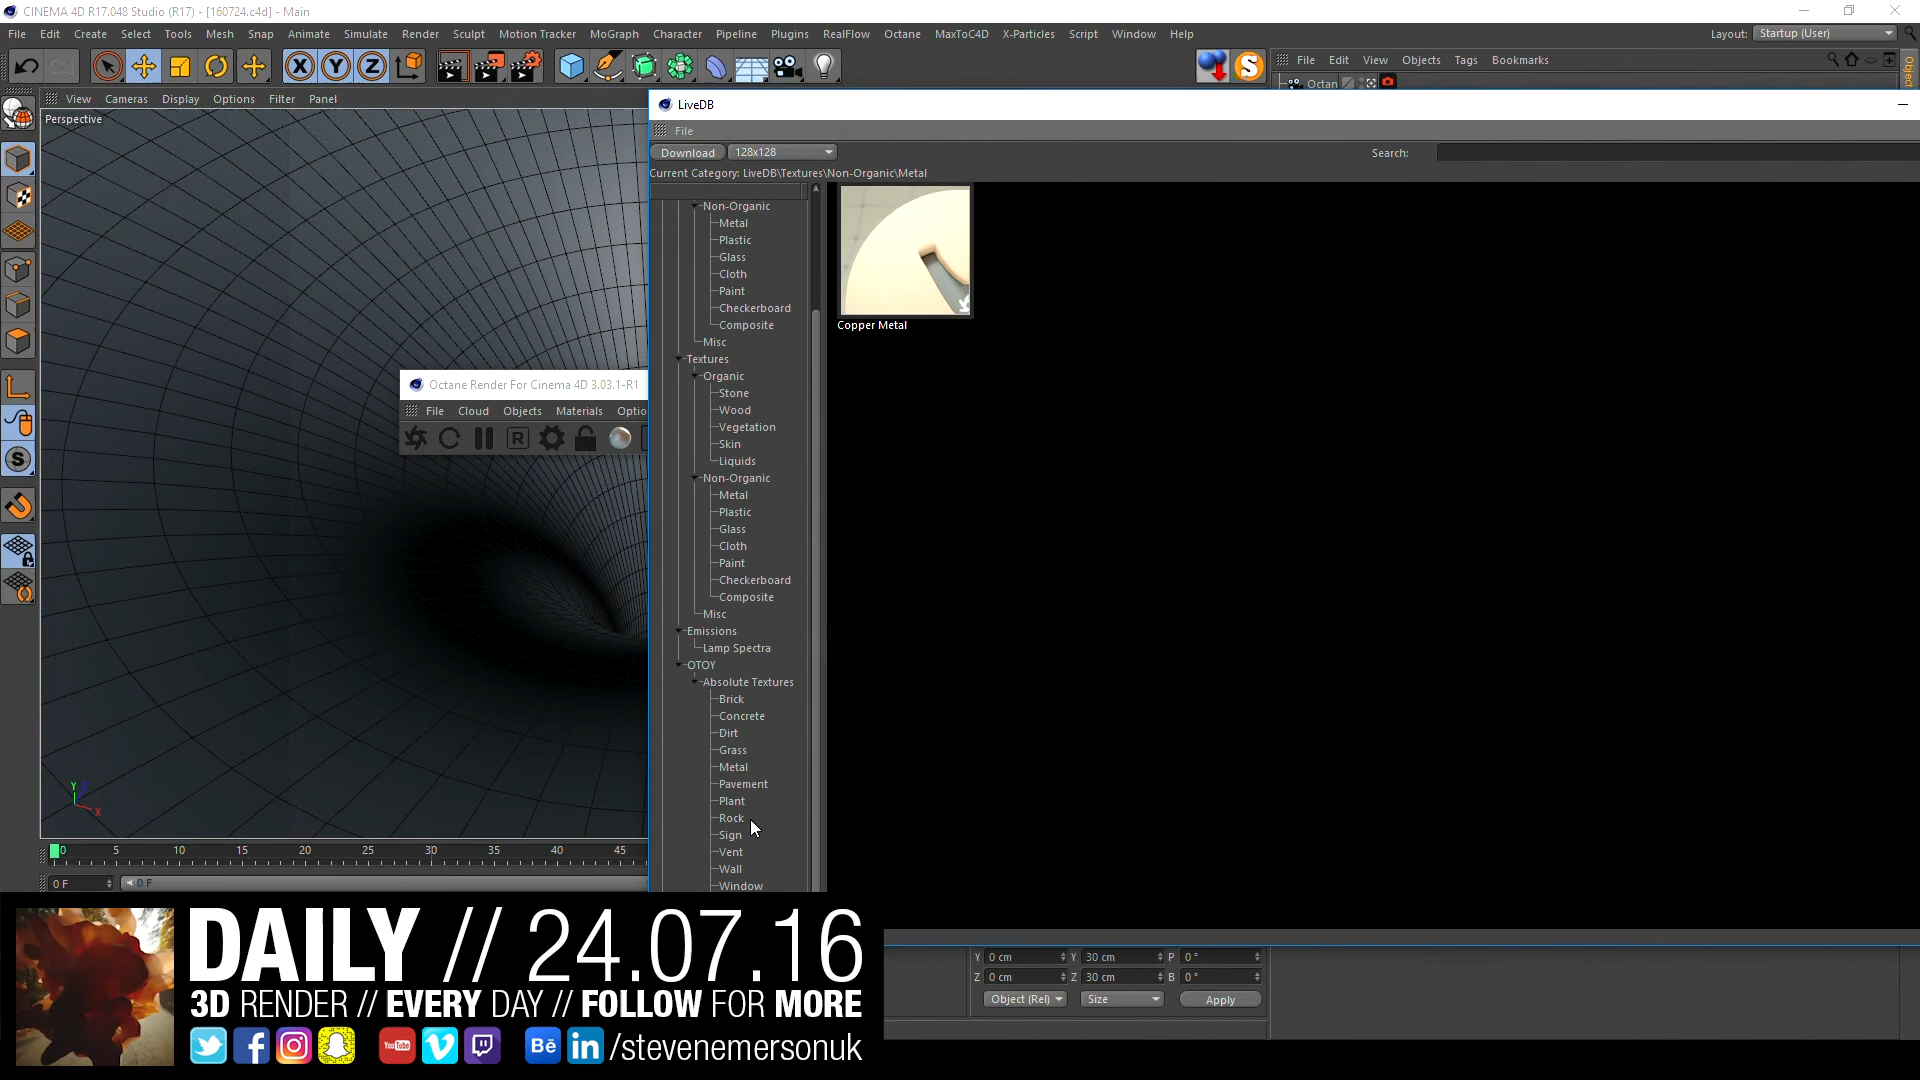 CINEMA 4D R17.048 Studio (R17) - [160724.c4d] - Main
File Edit Create Select Tools Mesh Snap Animate Simulate Render Sculpt Motion Tracker MoGraph Character Pipeline Plugins RealFlow Octane MaxToC4D X-Particles Script Window Help Layout: Startup (User)
X Y Z S
File Edit View Objects Tags Bookmarks
Octan
Object
View Cameras Display Options Filter Panel
Perspective
LiveDB
File
Download 128x128 Search:
Current Category: LiveDB\Textures\Non-Organic\Metal
Non-Organic
Metal
Plastic
Glass
Cloth
Paint
Checkerboard
Composite
Misc
Textures
Organic
Stone
Wood
Vegetation
Skin
Liquids
Non-Organic
Metal
Plastic
Glass
Cloth
Paint
Checkerboard
Composite
Misc
Emissions
Lamp Spectra
OTOY
Absolute Textures
Brick
Concrete
Dirt
Grass
Metal
Pavement
Plant
Rock
Sign
Vent
Wall
Window
Copper Metal
Octane Render For Cinema 4D 3.03.1-R1
File Cloud Objects Materials Optio
R
S
Y Z
X
0 5 10 15 20 25 30 35 40 45
0 F 0 F
DAILY // 24.07.16
3D RENDER // EVERY DAY // FOLLOW FOR MORE
You Tube Bē in /stevenemersonuk
Y 0 cm Y 30 cm P 0 °
Z 0 cm Z 30 cm B 0 °
Object (Rel) Size Apply